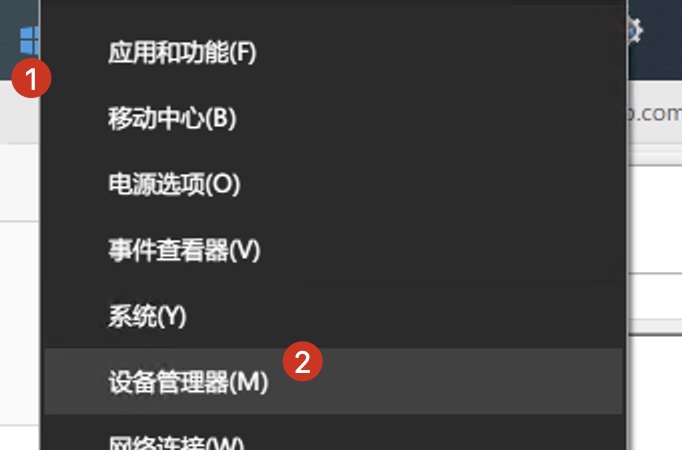 应用和功能(F)
1
移动中心(B)
电源选项(O)
事件查看器(V)
系统(Y)
2
设备管理器(M)
网络连接(W)